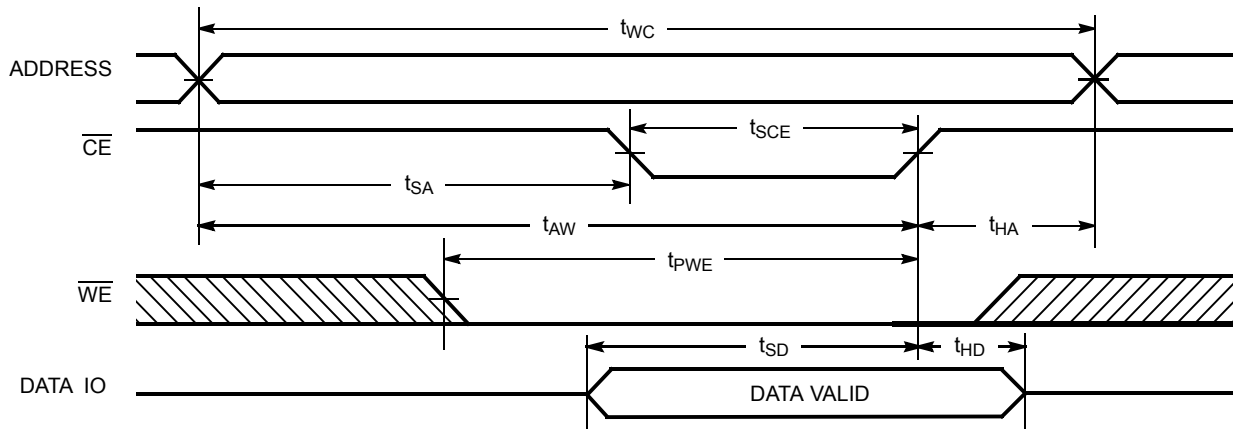 tWC
ADDRESS
CE
tSCE
tSA
tAW
tHA
tPWE
WE
tSD
tHD
DATA IO
DATA VALID